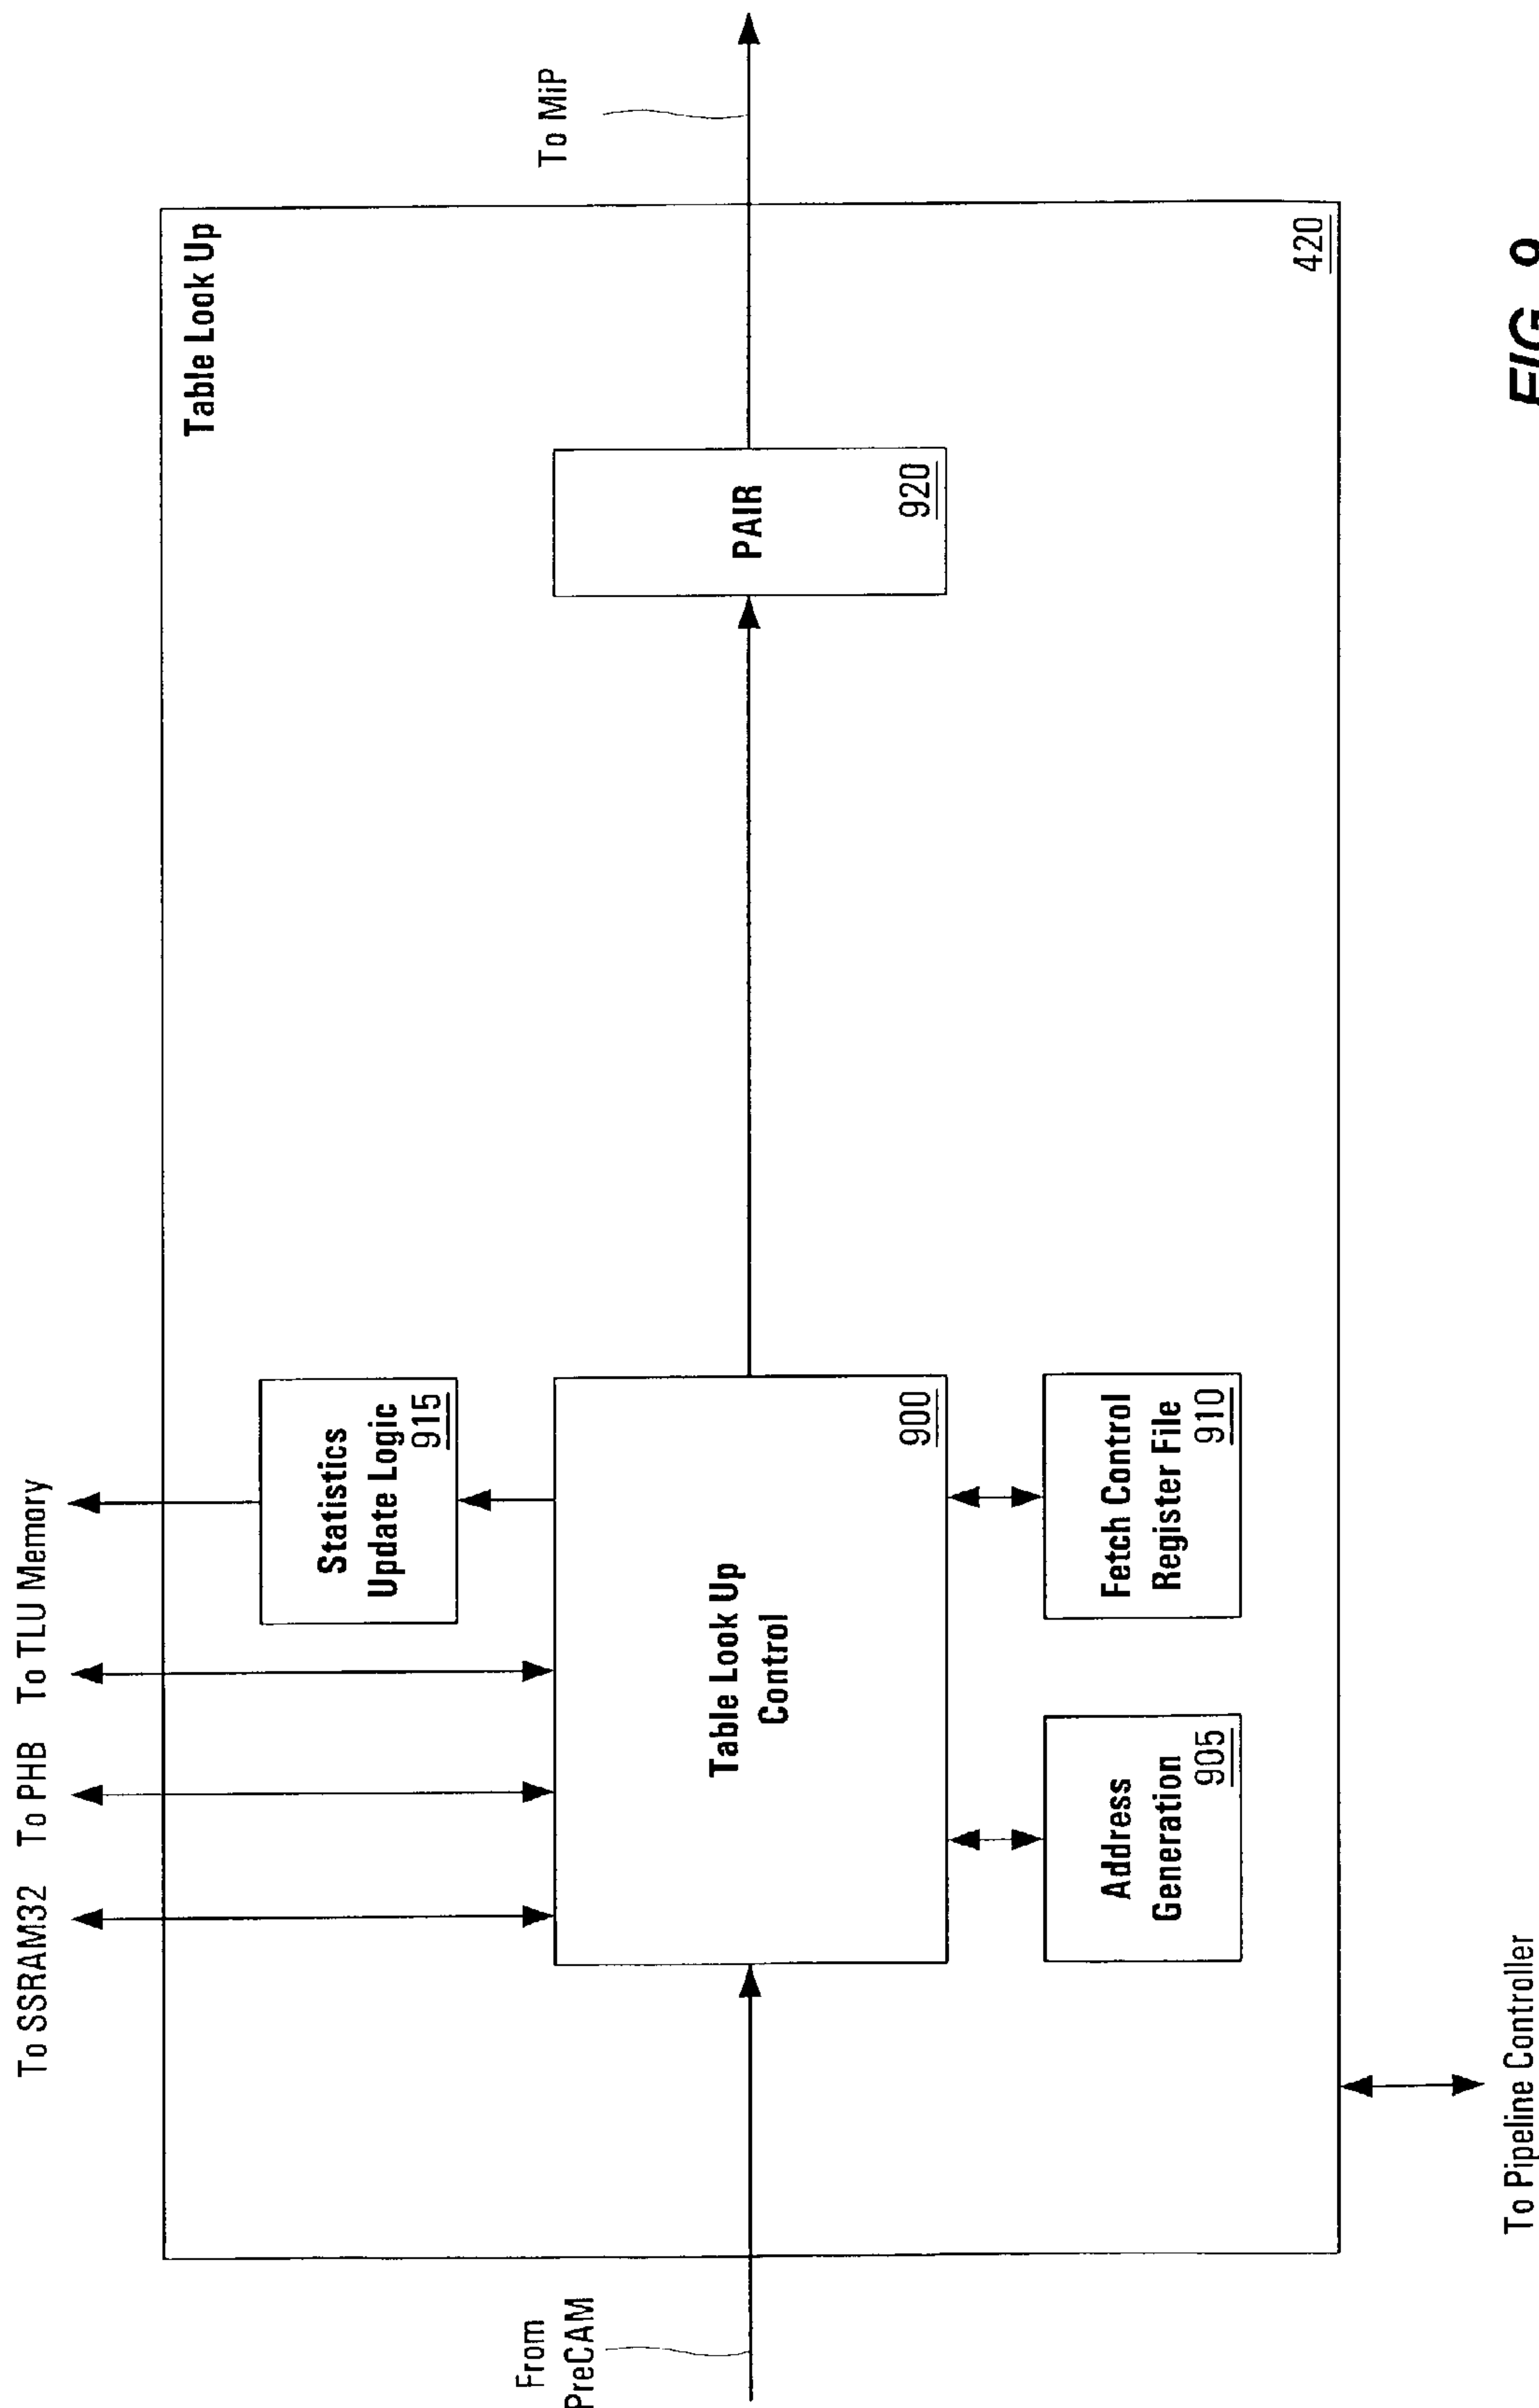 To SSRAM32
To PHB
To TLU Memory
Table Look Up
Statistics
Update Logic
915
From
PreCAM
To MiP
Table Look Up
Control
900
PAIR
920
Address
Generation
905
Fetch Control
Register File
910
420
To Pipeline Controller
FIG. 9